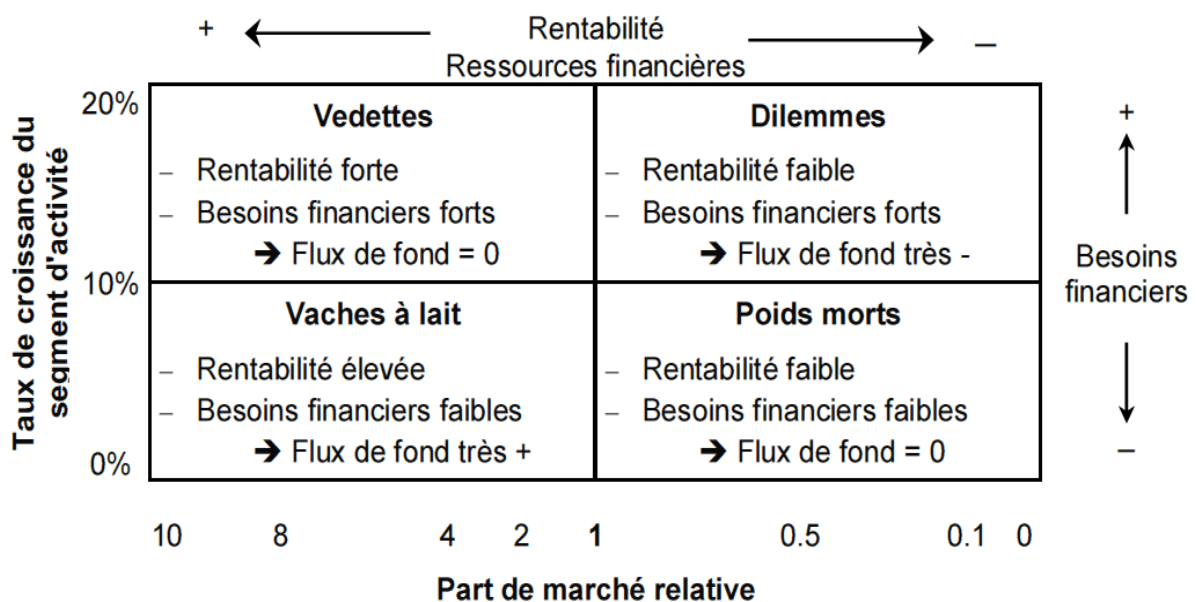 + Rentabilité –
Ressources financières
Taux de croissance du
segment d'activité
20%
10%
0%
Vedettes
– Rentabilité forte
– Besoins financiers forts
➔ Flux de fond = 0
Dilemmes
– Rentabilité faible
– Besoins financiers forts
➔ Flux de fond très -
Vaches à lait
– Rentabilité élevée
– Besoins financiers faibles
➔ Flux de fond très +
Poids morts
– Rentabilité faible
– Besoins financiers faibles
➔ Flux de fond = 0
+
Besoins
financiers
–
10 8 4 2 1 0.5 0.1 0
Part de marché relative